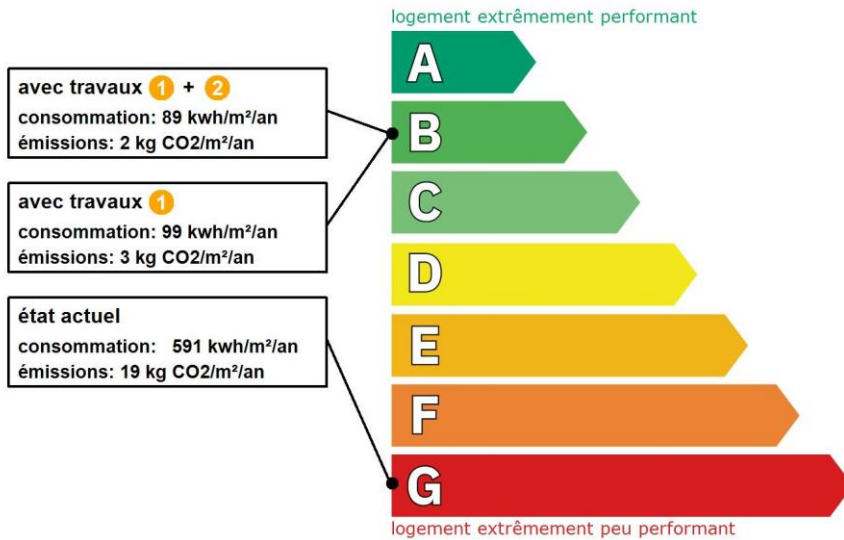 logement extrêmement performant
avec travaux 1 + 2
consommation: 89 kwh/m²/an
émissions: 2 kg CO2/m²/an
avec travaux 1
consommation: 99 kwh/m²/an
émissions: 3 kg CO2/m²/an
état actuel
consommation: 591 kwh/m²/an
émissions: 19 kg CO2/m²/an
A
B
C
D
E
F
G
logement extrêmement peu performant